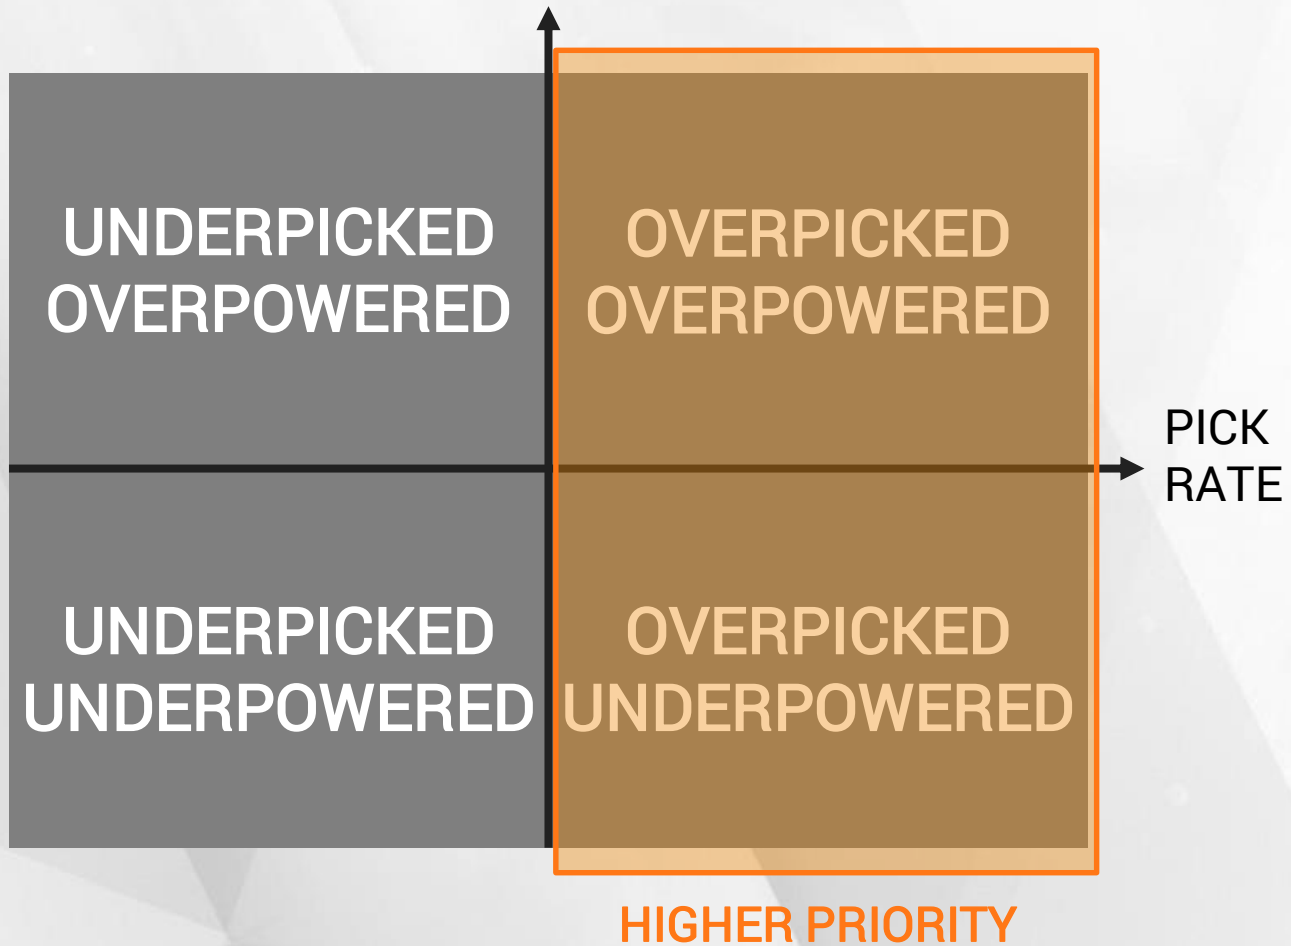 UNDERPICKED
OVERPOWERED
OVERPICKED
OVERPOWERED
PICK
RATE
UNDERPICKED
UNDERPOWERED
OVERPICKED
UNDERPOWERED
HIGHER PRIORITY